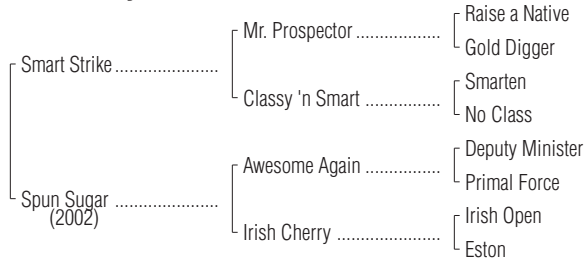 Raise a Native
Mr. Prospector ..................
Gold Digger
Smart Strike ......................
Smarten
Classy 'n Smart ................
No Class
Deputy Minister
Awesome Again ................
Primal Force
Spun Sugar ......................
(2002)
Irish Open
Irish Cherry ......................
Eston